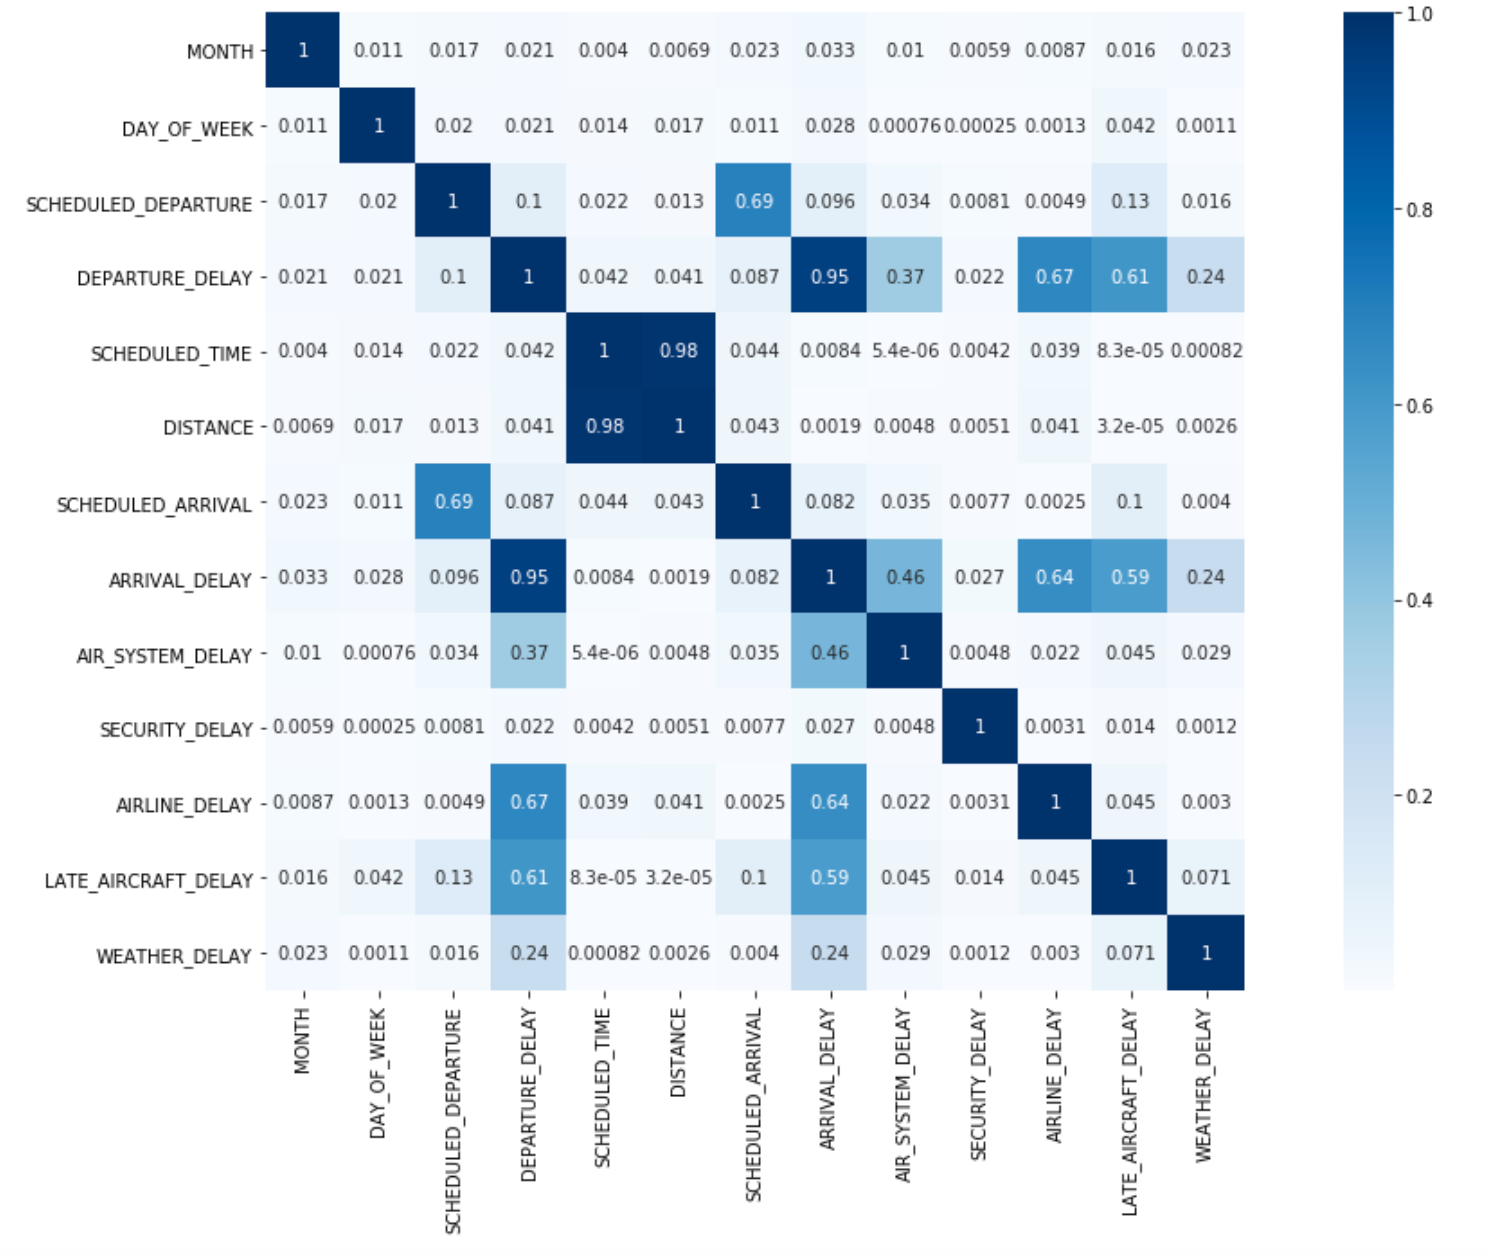 MONTH 1 0.011 0.017 0.021 0.004 0.0069 0.023 0.033 0.01 0.0059 0.0087 0.016 0.023
DAY_OF_WEEK 0.011 1 0.02 0.021 0.014 0.017 0.011 0.028 0.00076 0.00025 0.0013 0.042 0.0011
SCHEDULED_DEPARTURE 0.017 0.02 1 0.1 0.022 0.013 0.69 0.096 0.034 0.0081 0.0049 0.13 0.016
DEPARTURE_DELAY 0.021 0.021 0.1 1 0.042 0.041 0.087 0.95 0.37 0.022 0.67 0.61 0.24
SCHEDULED_TIME 0.004 0.014 0.022 0.042 1 0.98 0.044 0.0084 5.4e-06 0.0042 0.039 8.3e-05 0.00082
DISTANCE 0.0069 0.017 0.013 0.041 0.98 1 0.043 0.0019 0.0048 0.0051 0.041 3.2e-05 0.0026
SCHEDULED_ARRIVAL 0.023 0.011 0.69 0.087 0.044 0.043 1 0.082 0.035 0.0077 0.0025 0.1 0.004
ARRIVAL_DELAY 0.033 0.028 0.096 0.95 0.0084 0.0019 0.082 1 0.46 0.027 0.64 0.59 0.24
AIR_SYSTEM_DELAY 0.01 0.00076 0.034 0.37 5.4e-06 0.0048 0.035 0.46 1 0.0048 0.022 0.045 0.029
SECURITY_DELAY 0.0059 0.00025 0.0081 0.022 0.0042 0.0051 0.0077 0.027 0.0048 1 0.0031 0.014 0.0012
AIRLINE_DELAY 0.0087 0.0013 0.0049 0.67 0.039 0.041 0.0025 0.64 0.022 0.0031 1 0.045 0.003
LATE_AIRCRAFT_DELAY 0.016 0.042 0.13 0.61 8.3e-05 3.2e-05 0.1 0.59 0.045 0.014 0.045 1 0.071
WEATHER_DELAY 0.023 0.0011 0.016 0.24 0.00082 0.0026 0.004 0.24 0.029 0.0012 0.003 0.071 1
MONTH
DAY_OF_WEEK
SCHEDULED_DEPARTURE
DEPARTURE_DELAY
SCHEDULED_TIME
DISTANCE
SCHEDULED_ARRIVAL
ARRIVAL_DELAY
AIR_SYSTEM_DELAY
SECURITY_DELAY
AIRLINE_DELAY
LATE_AIRCRAFT_DELAY
WEATHER_DELAY
1.0
0.8
0.6
0.4
0.2